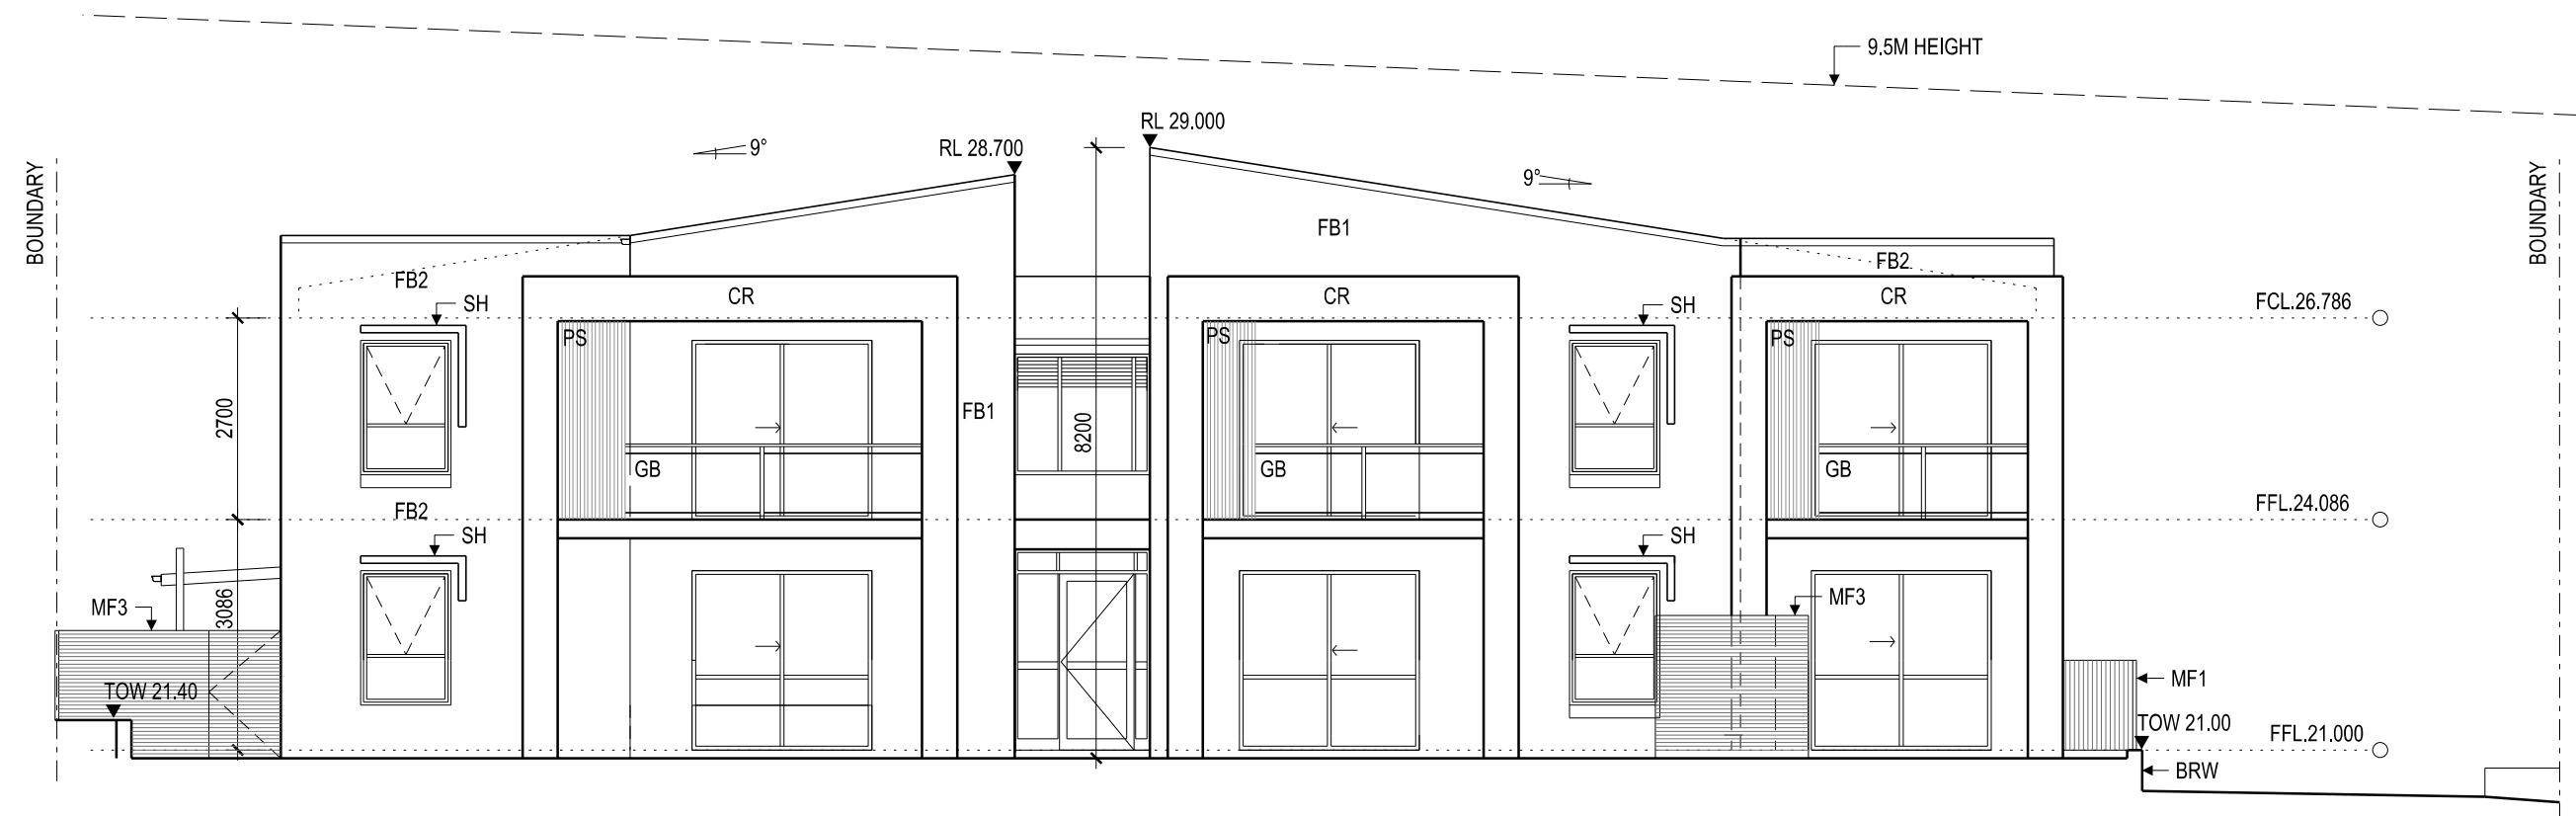 9.5M HEIGHT
RL 29.000
RL 28.700
9°
9°
BOUNDARY
BOUNDARY
FB1
FB2
FB2
CR
CR
CR
SH
SH
FCL.26.786
PS
PS
PS
2700
FB1
8200
GB
GB
GB
FB2
FFL.24.086
SH
SH
MF3
3086
MF3
TOW 21.40
MF1
TOW 21.00
FFL.21.000
BRW